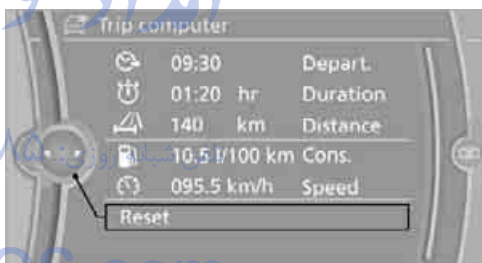 Trip computer
09:30 Depart.
01:20 hr Duration
140 km Distance
10.5 l/100 km Cons.
095.5 km/h Speed
Reset